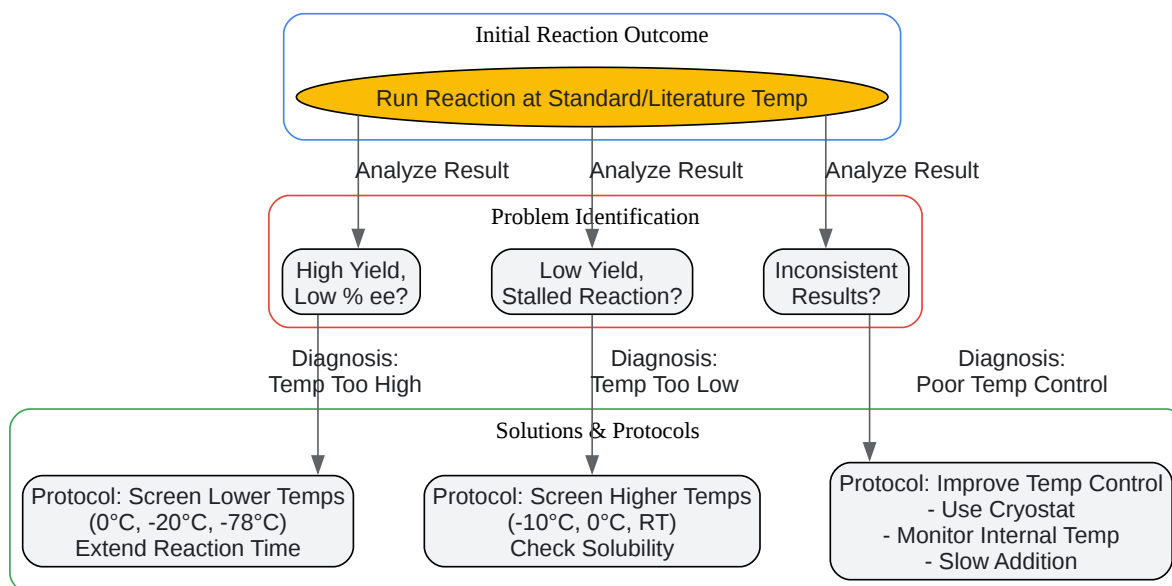 Initial Reaction Outcome
Run Reaction at Standard/Literature Temp
Analyze Result
Analyze Result
Analyze Result
Problem Identification
High Yield,
Low % ee?
Low Yield,
Stalled Reaction?
Inconsistent
Results?
Diagnosis:
Temp Too High
Diagnosis:
Temp Too Low
Diagnosis:
Poor Temp Control
Solutions & Protocols
Protocol: Screen Lower Temps
(0°C, -20°C, -78°C)
Extend Reaction Time
Protocol: Screen Higher Temps
(-10°C, 0°C, RT)
Check Solubility
Protocol: Improve Temp Control
- Use Cryostat
- Monitor Internal Temp
- Slow Addition